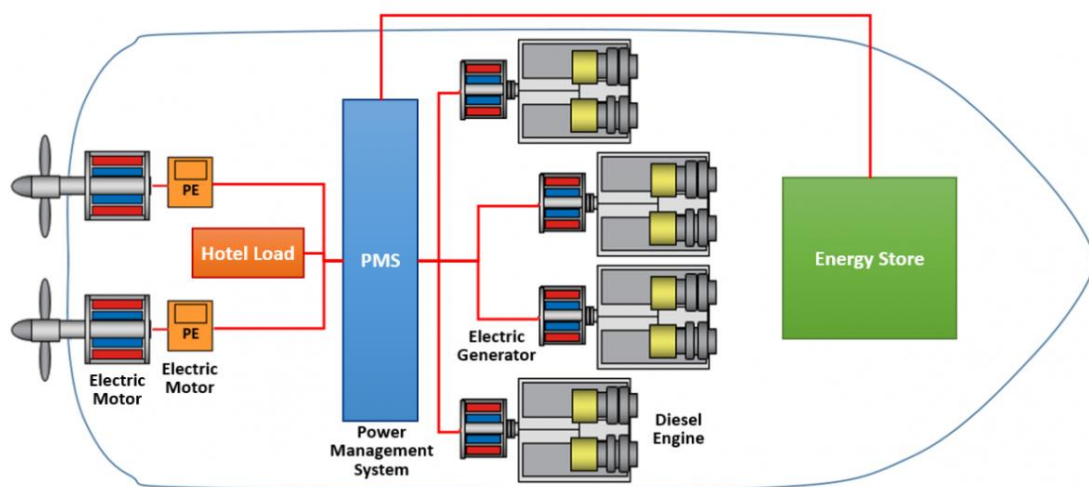 PE
Hotel Load
PMS
Energy Store
PE
Electric
Generator
Electric
Motor
Electric
Motor
Power
Management
System
Diesel
Engine